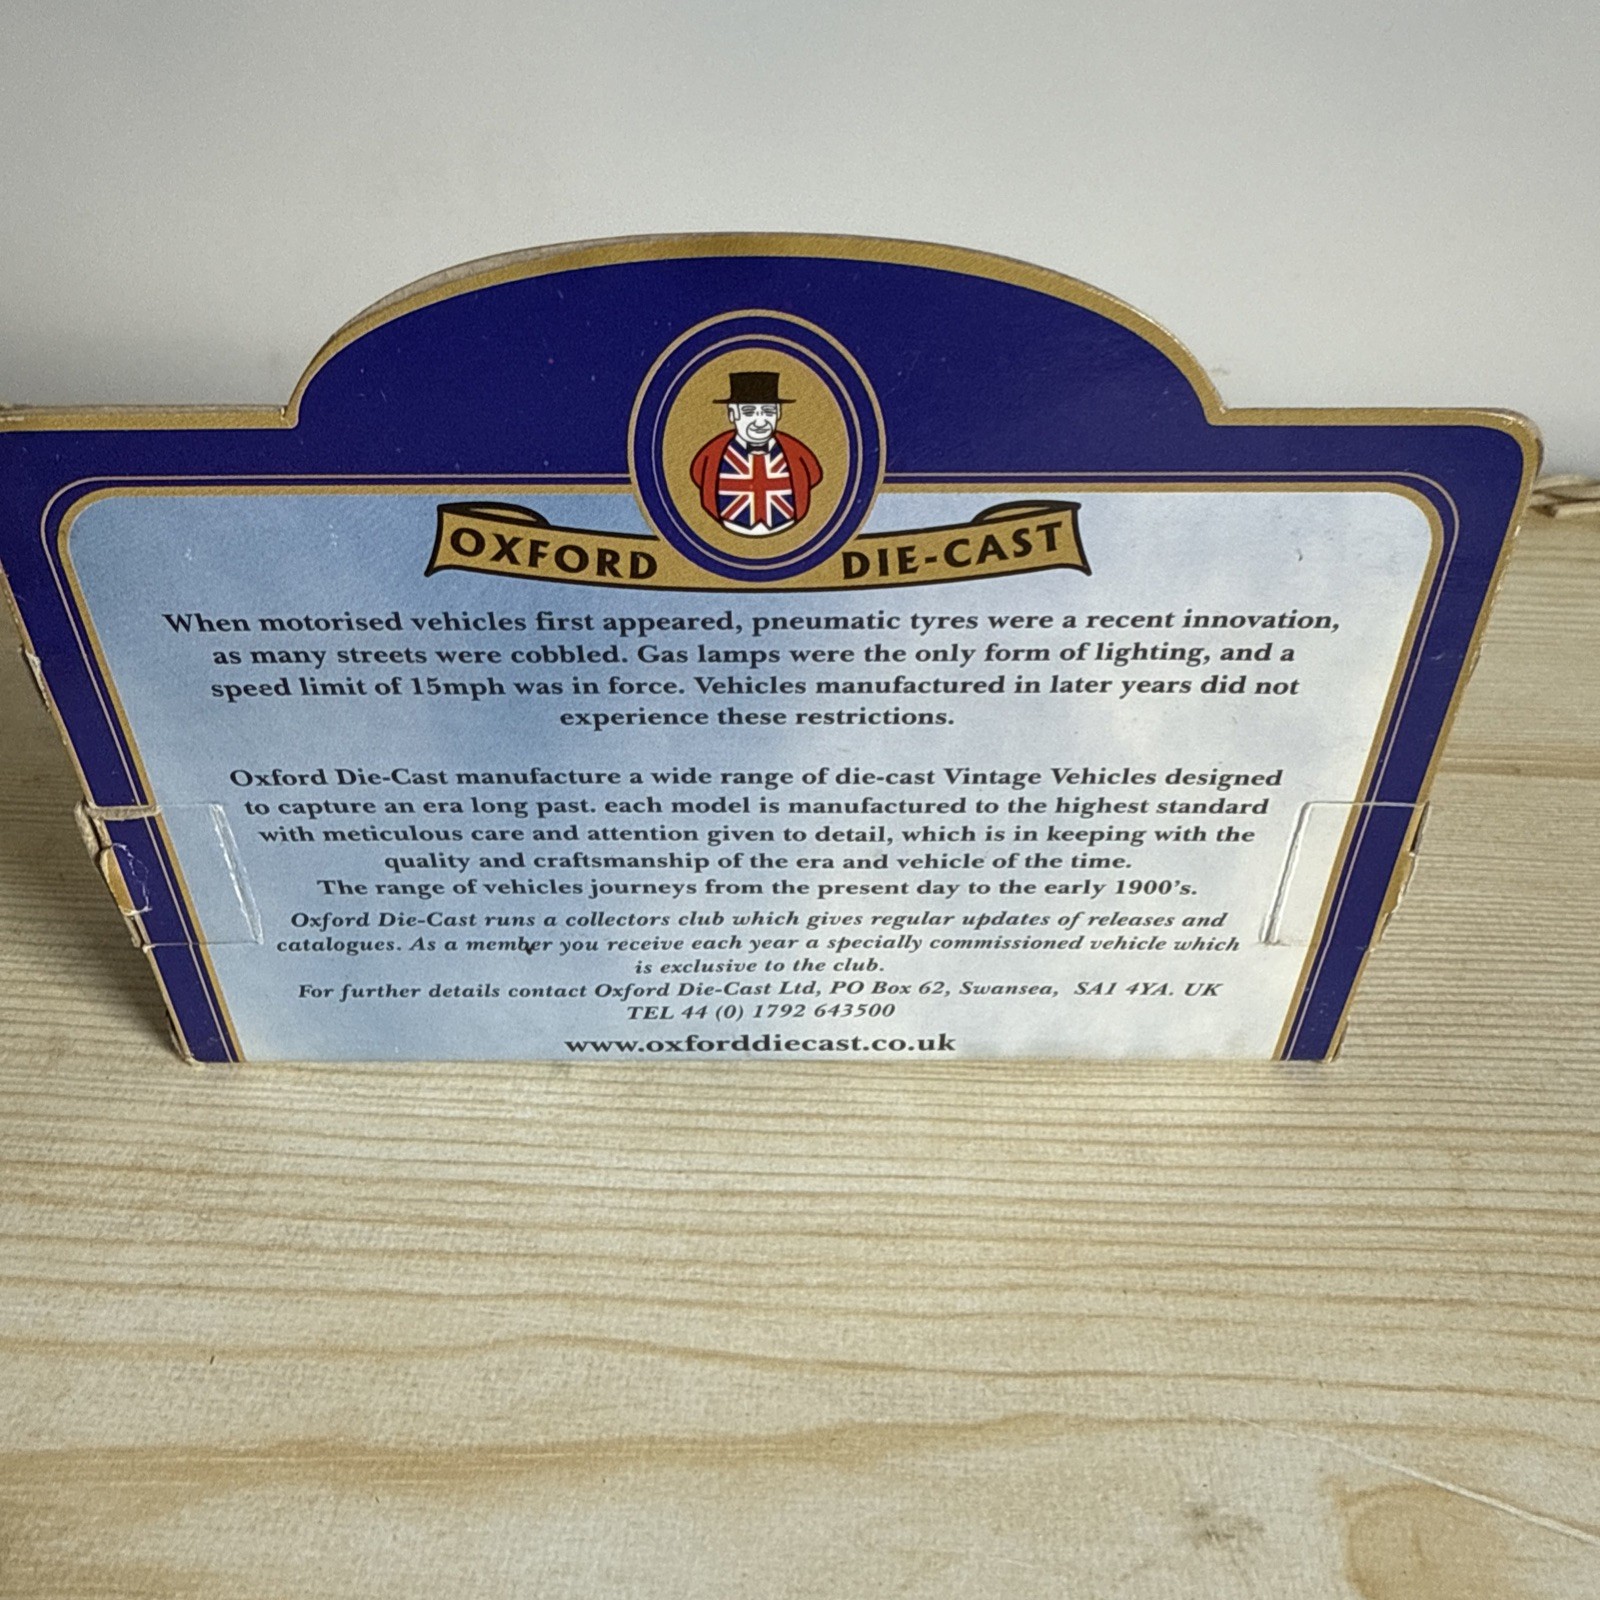 OXFORD DIE-CAST
When motorised vehicles first appeared, pneumatic tyres were a recent innovation,
as many streets were cobbled. Gas lamps were the only form of lighting, and a
speed limit of 15mph was in force. Vehicles manufactured in later years did not
experience these restrictions.
Oxford Die-Cast manufacture a wide range of die-cast Vintage Vehicles designed
to capture an era long past. each model is manufactured to the highest standard
with meticulous care and attention given to detail, which is in keeping with the
quality and craftsmanship of the era and vehicle of the time.
The range of vehicles journeys from the present day to the early 1900's.
Oxford Die-Cast runs a collectors club which gives regular updates of releases and
catalogues. As a member you receive each year a specially commissioned vehicle which
is exclusive to the club.
For further details contact Oxford Die-Cast Ltd, PO Box 62, Swansea, SA1 4YA. UK
TEL 44 (0) 1792 643500
www.oxforddiecast.co.uk